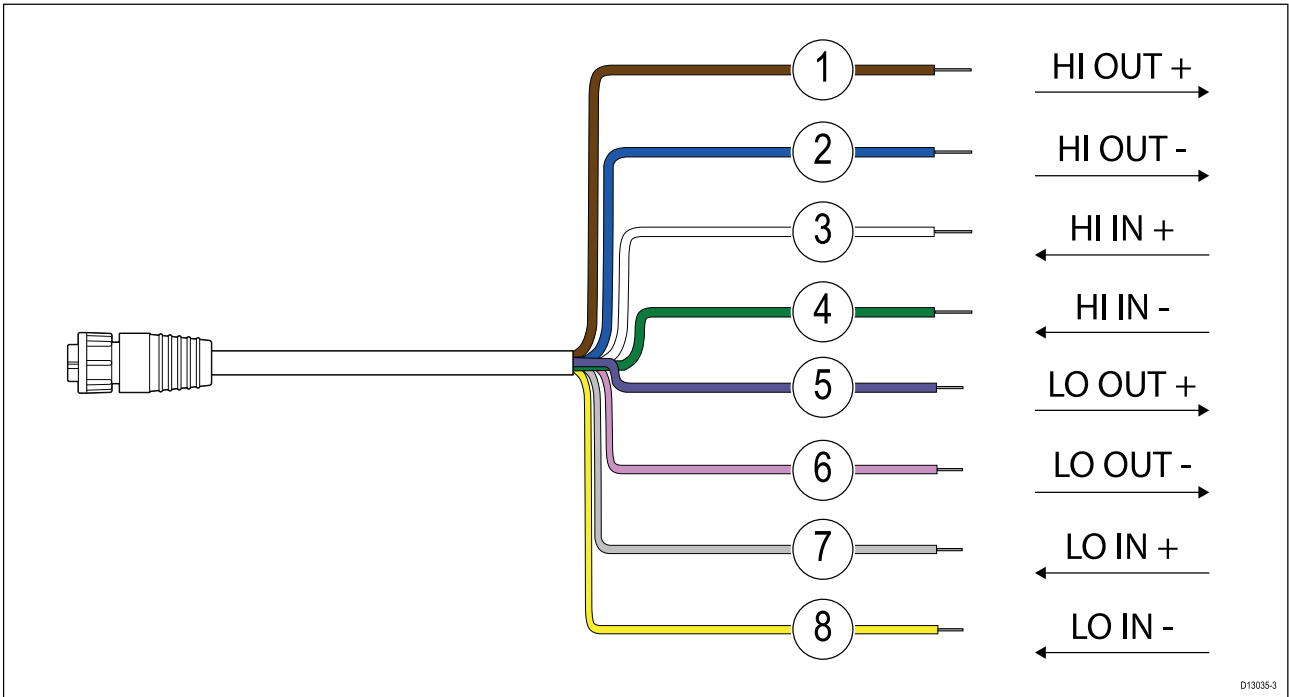 1 HI OUT +
2 HI OUT -
3 HI IN +
4 HI IN -
5 LO OUT +
6 LO OUT -
7 LO IN +
8 LO IN -
D13035-3